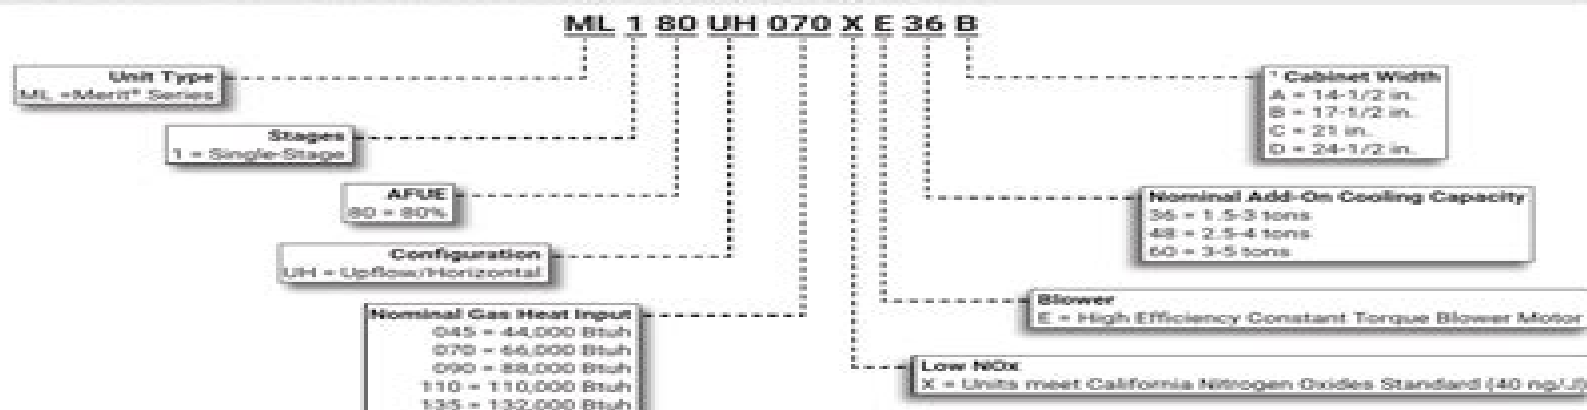 ML 1 80 UH 070 X E 36 B
Unit Type
ML =Merit® Series
Stages
1 = Single-Stage
AFUE
80 = 80%
Configuration
UH = Upflow/Horizontal
Nominal Gas Heat Input
045 = 44,000 Btuh
070 = 66,000 Btuh
090 = 88,000 Btuh
110 = 110,000 Btuh
135 = 132,000 Btuh
Cabinet Width
A = 14-1/2 in.
B = 17-1/2 in.
C = 21 in.
D = 24-1/2 in.
Nominal Add-On Cooling Capacity
36 = 1.5-3 tons
48 = 2.5-4 tons
60 = 3-5 tons
Blower
E = High Efficiency Constant Torque Blower Motor
Low NOx
X = Units meet California Nitrogen Oxides Standard (40 ng/J)